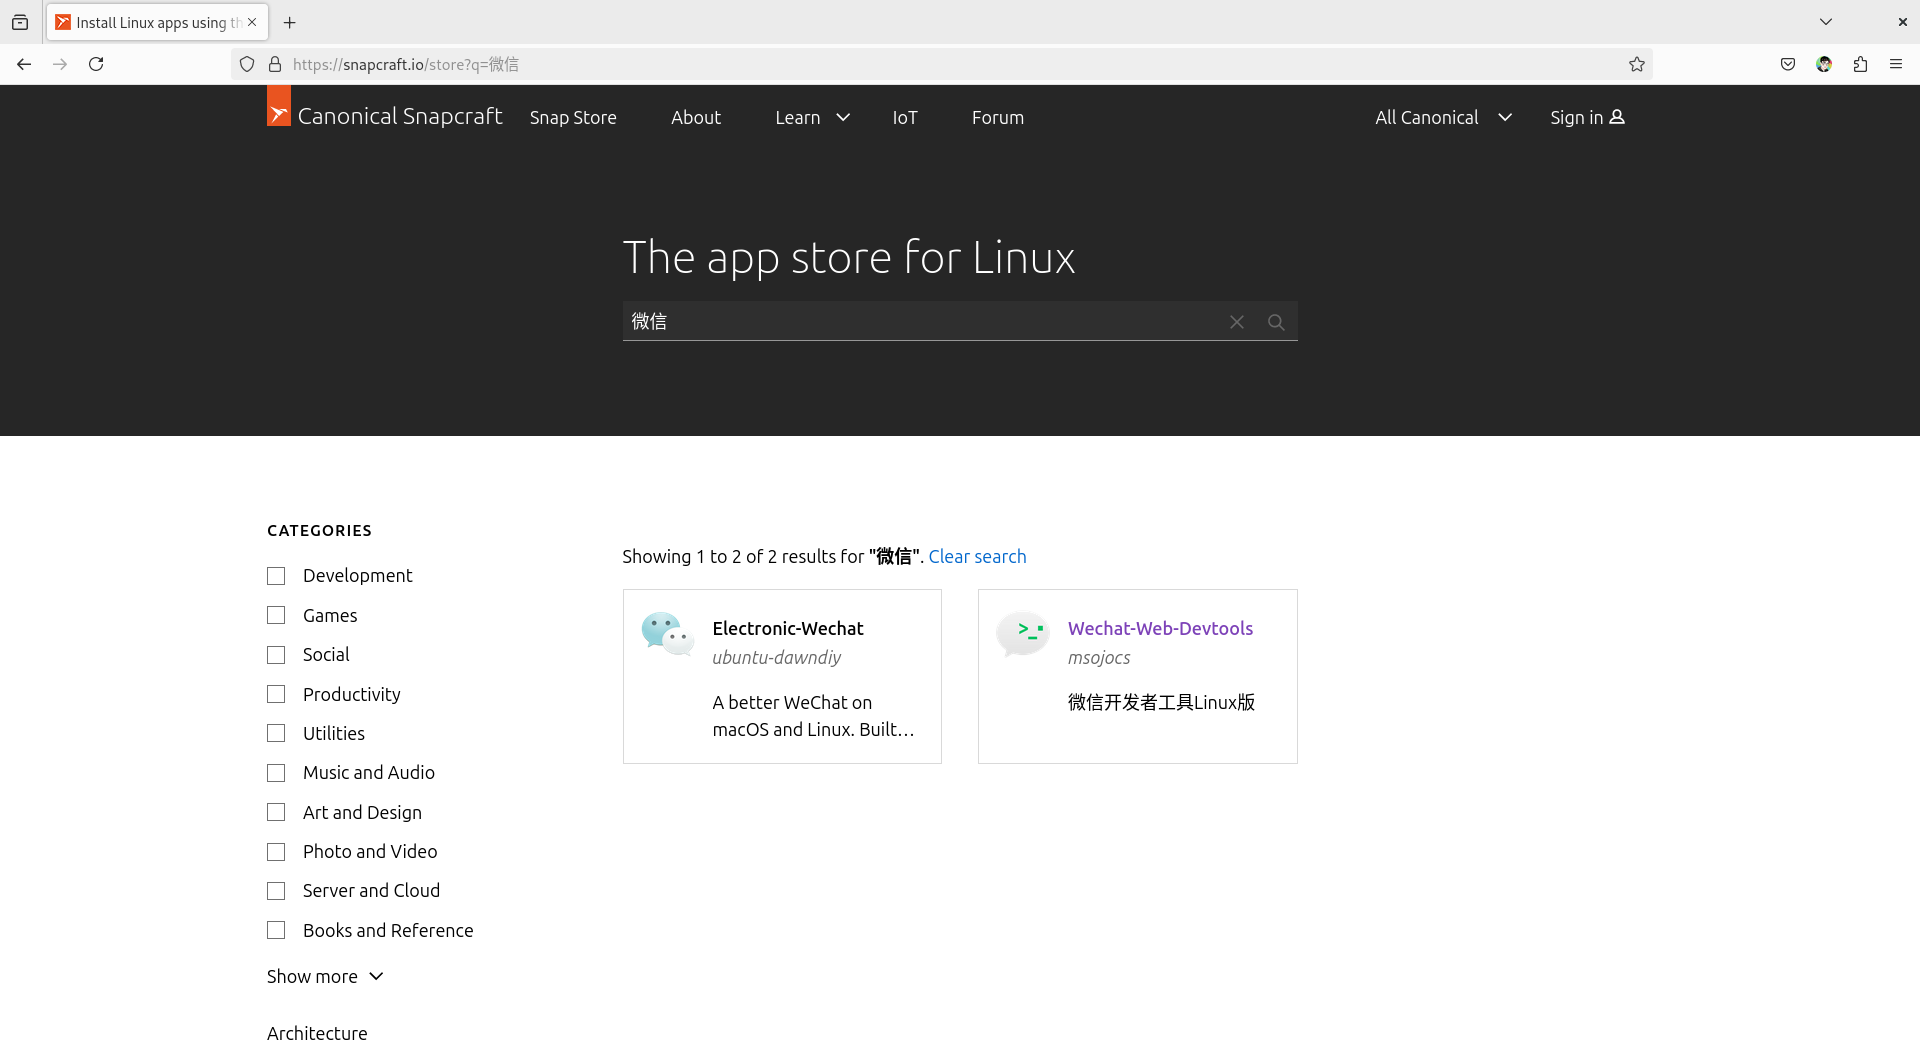 Install Linux apps using th
https://snapcraft.io/store?q=微信
Canonical Snapcraft
Snap Store
About
Learn
IoT
Forum
All Canonical
Sign in
The app store for Linux
微信
CATEGORIES
Development
Games
Social
Productivity
Utilities
Music and Audio
Art and Design
Photo and Video
Server and Cloud
Books and Reference
Show more
Architecture
Showing 1 to 2 of 2 results for "微信". Clear search
Electronic-Wechat
ubuntu-dawndiy
A better WeChat on
macOS and Linux. Built…
Wechat-Web-Devtools
msojocs
微信开发者工具Linux版